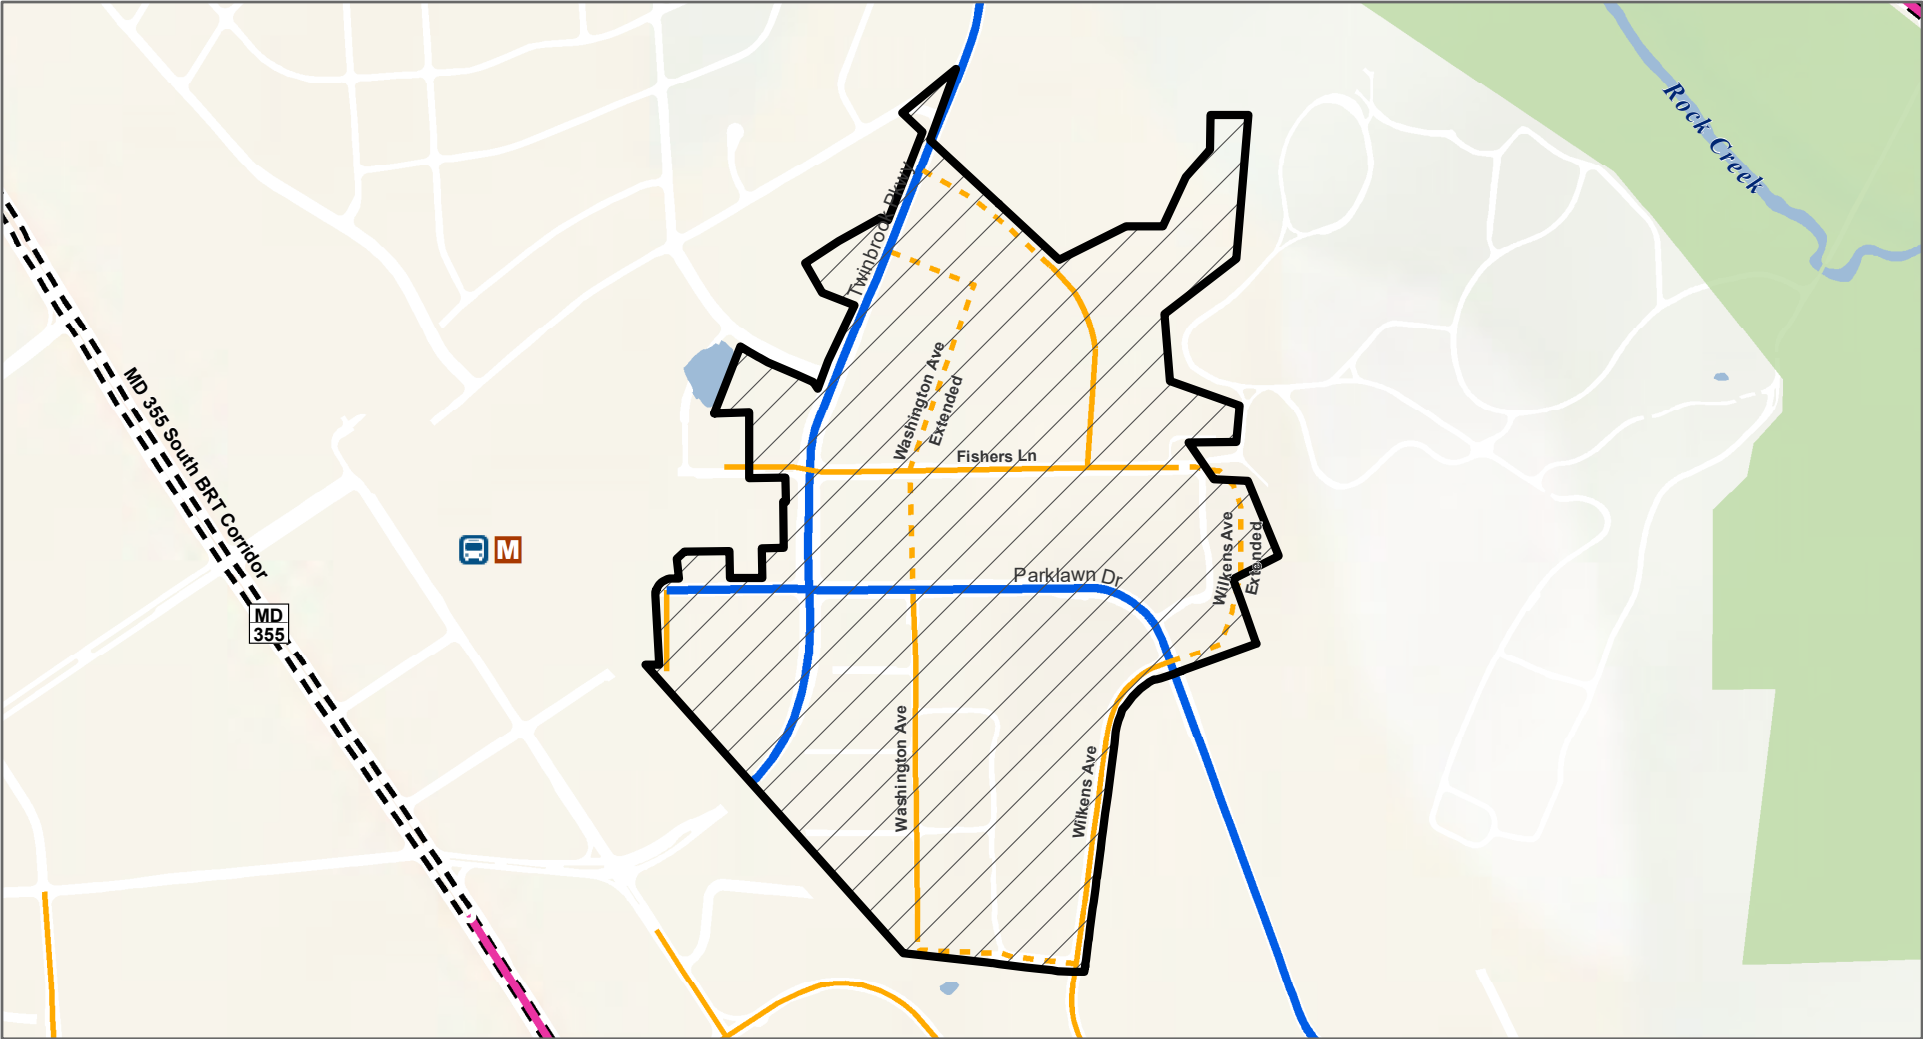 Rock Creek
Twinbrook Pkwy
MD 355 South BRT Corridor
Washington Ave
Extended
Fishers Ln
Wilkens Ave
Extended
M
Parklawn Dr
MD
355
Washington Ave
Wilkens Ave